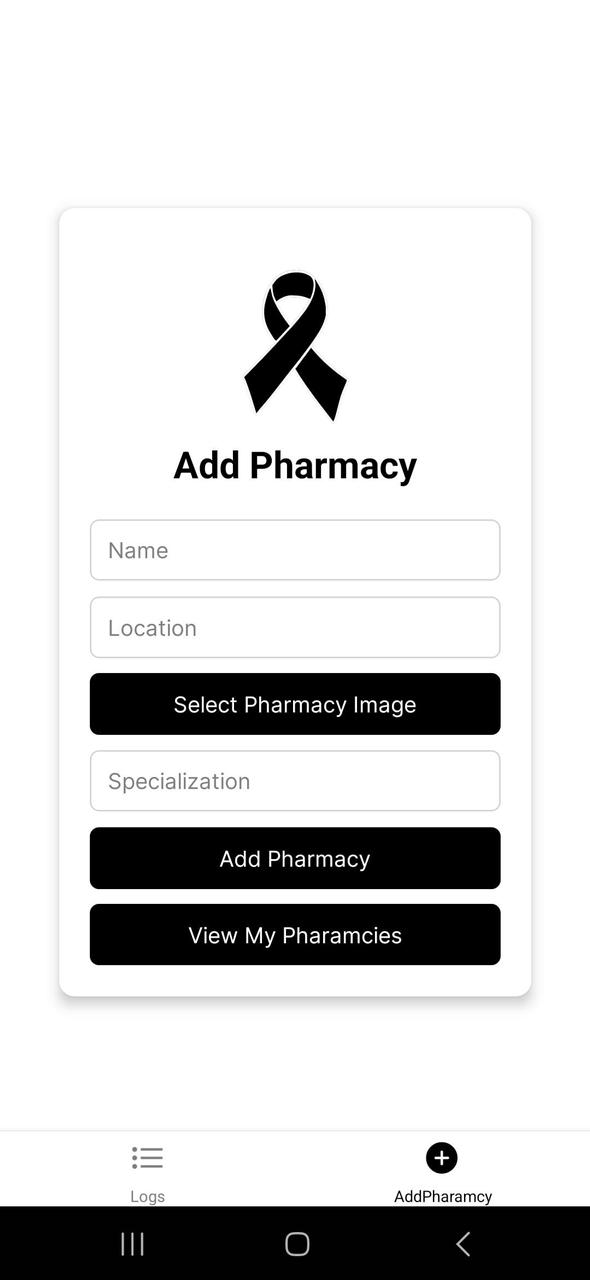 Add Pharmacy
Name
Location
Select Pharmacy Image
Specialization
Add Pharmacy
View My Pharamcies
Logs
AddPharamcy